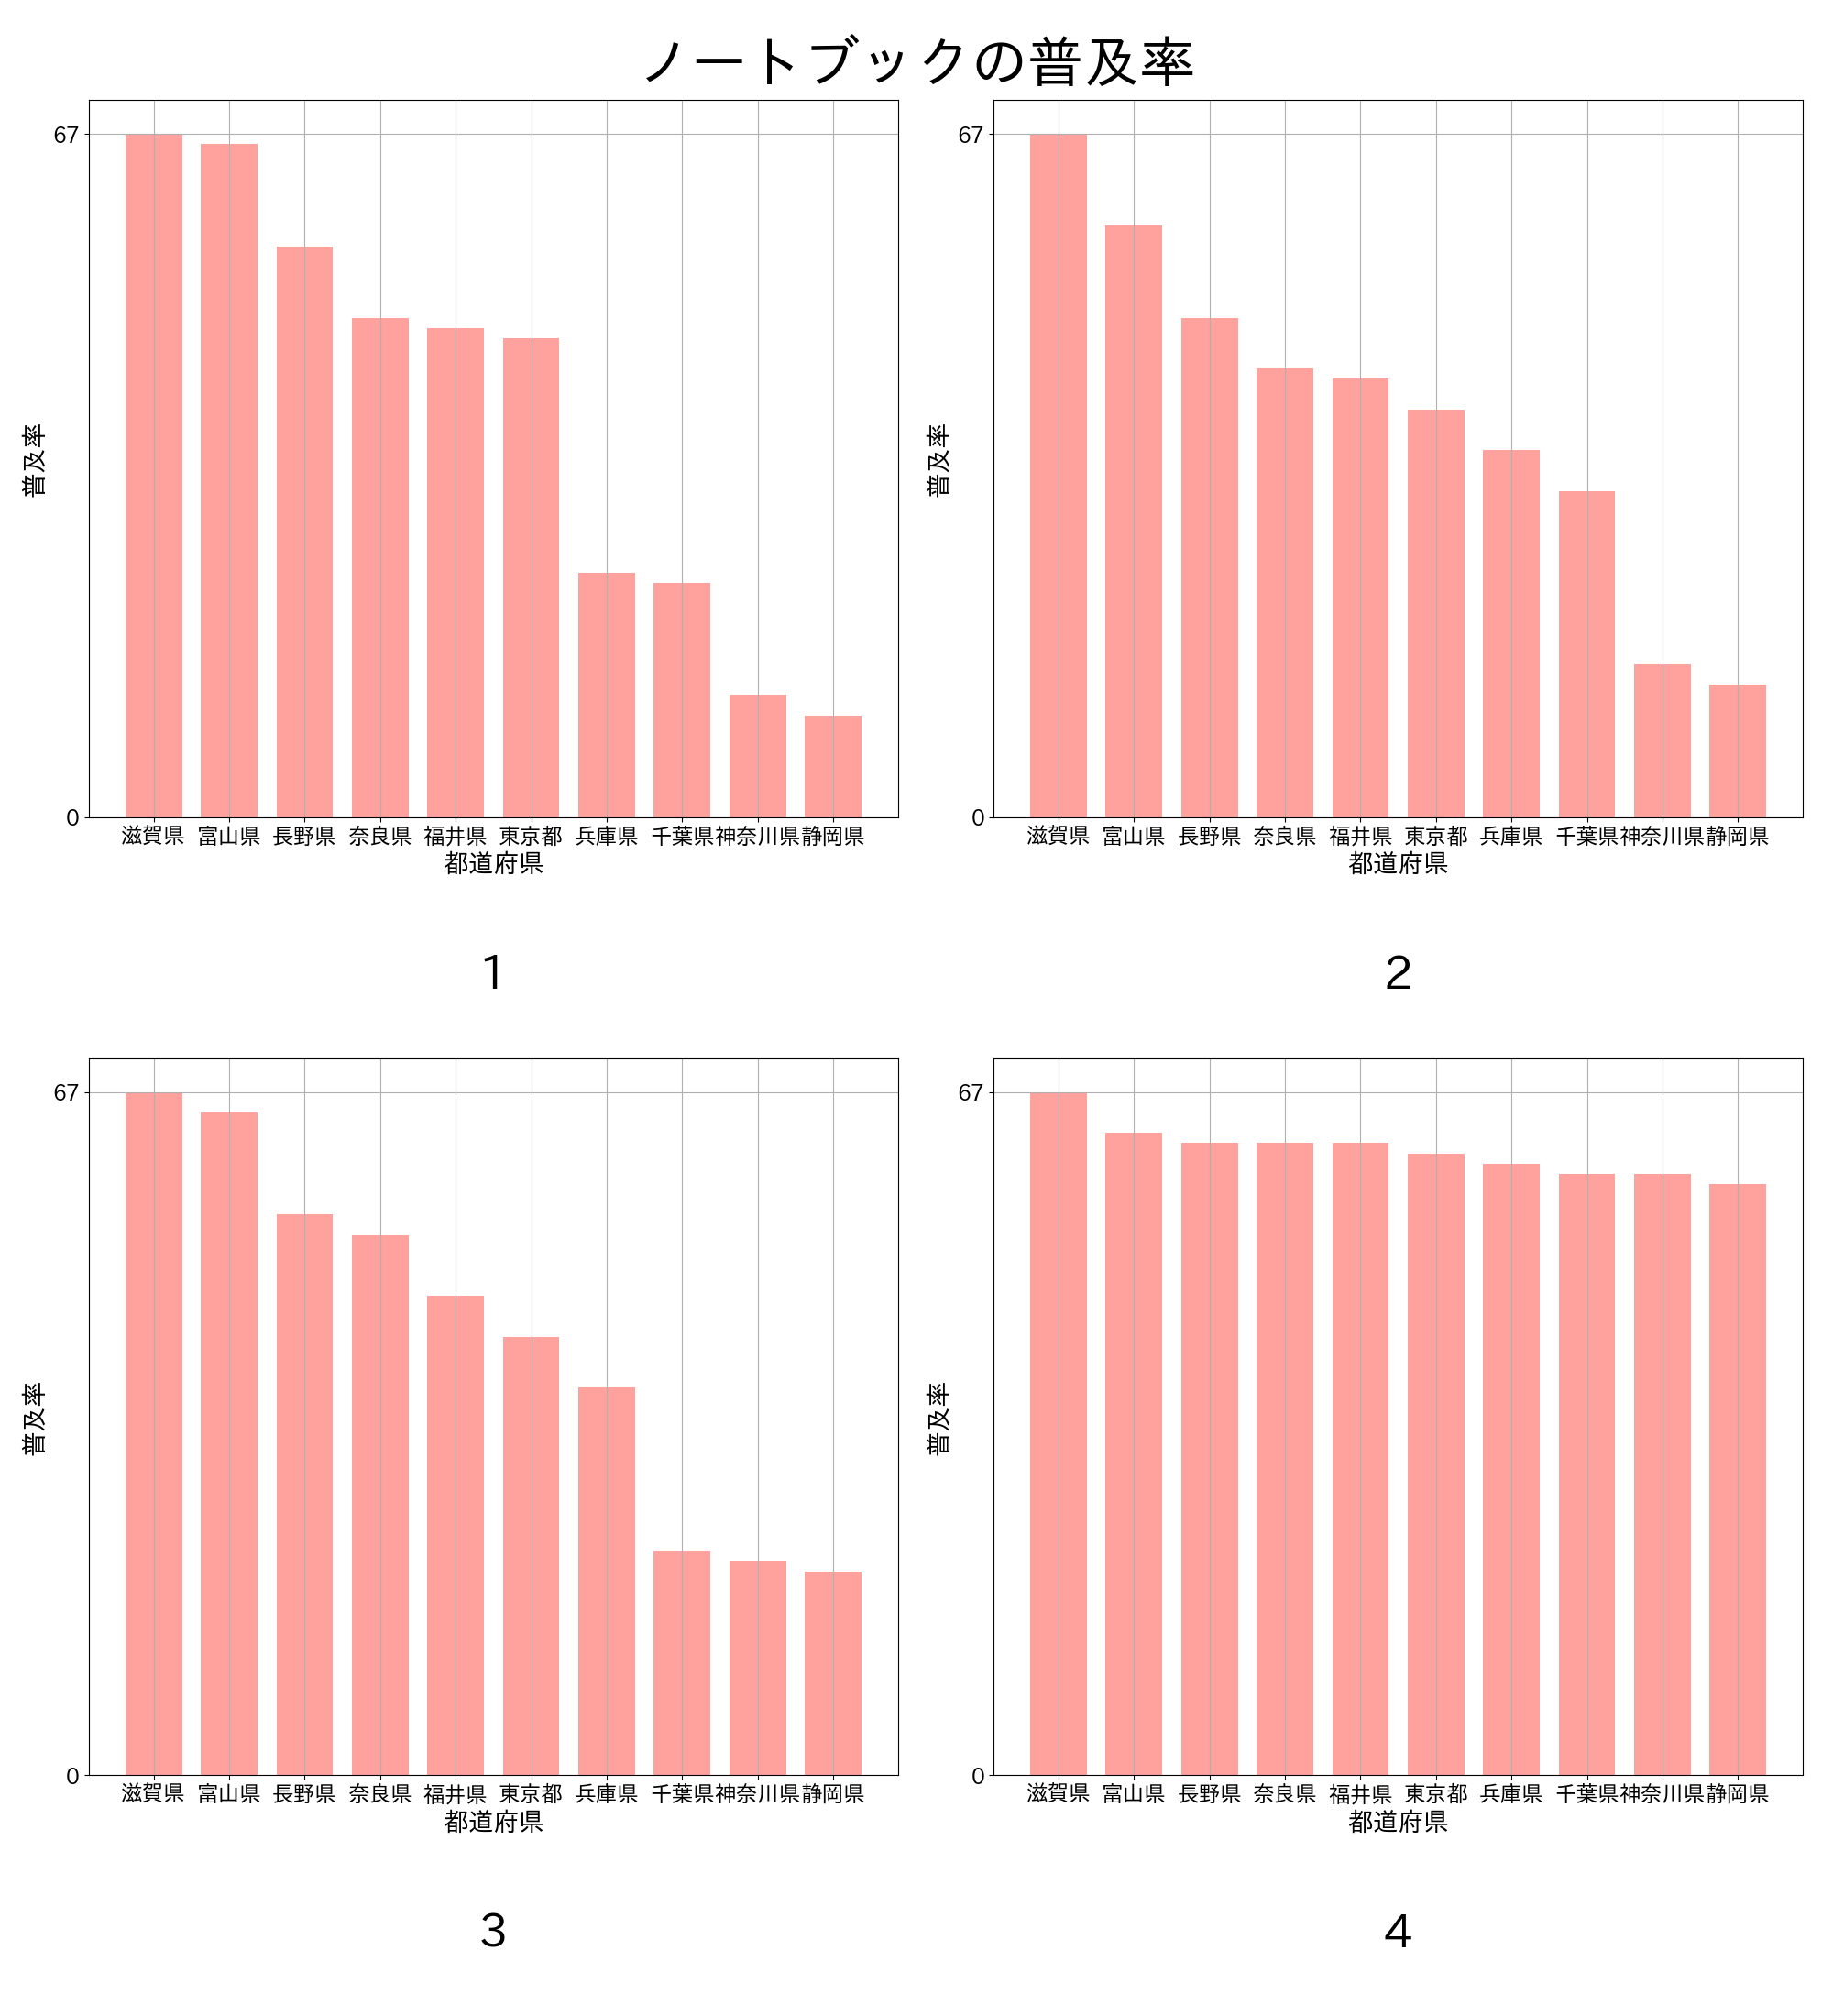 ノートブックの普及率
67
0
普及率
滋賀県 富山県 長野県 奈良県 福井県 東京都 兵庫県 千葉県 神奈川県 静岡県
都道府県
1
67
0
普及率
滋賀県 富山県 長野県 奈良県 福井県 東京都 兵庫県 千葉県 神奈川県 静岡県
都道府県
2
67
0
普及率
滋賀県 富山県 長野県 奈良県 福井県 東京都 兵庫県 千葉県 神奈川県 静岡県
都道府県
3
67
0
普及率
滋賀県 富山県 長野県 奈良県 福井県 東京都 兵庫県 千葉県 神奈川県 静岡県
都道府県
4